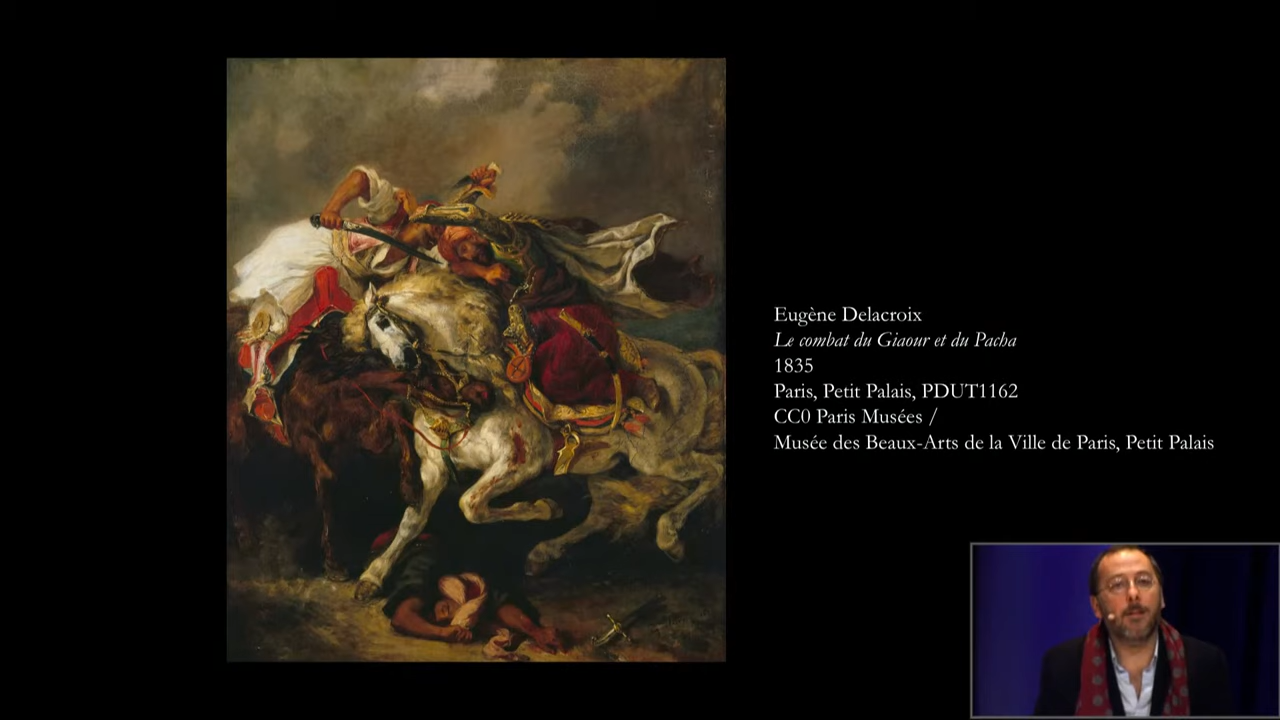 Eugène Delacroix
Le combat du Giaour et du Pacha
1835
Paris, Petit Palais, PDUT1162
CC0 Paris Musées /
Musée des Beaux-Arts de la Ville de Paris, Petit Palais